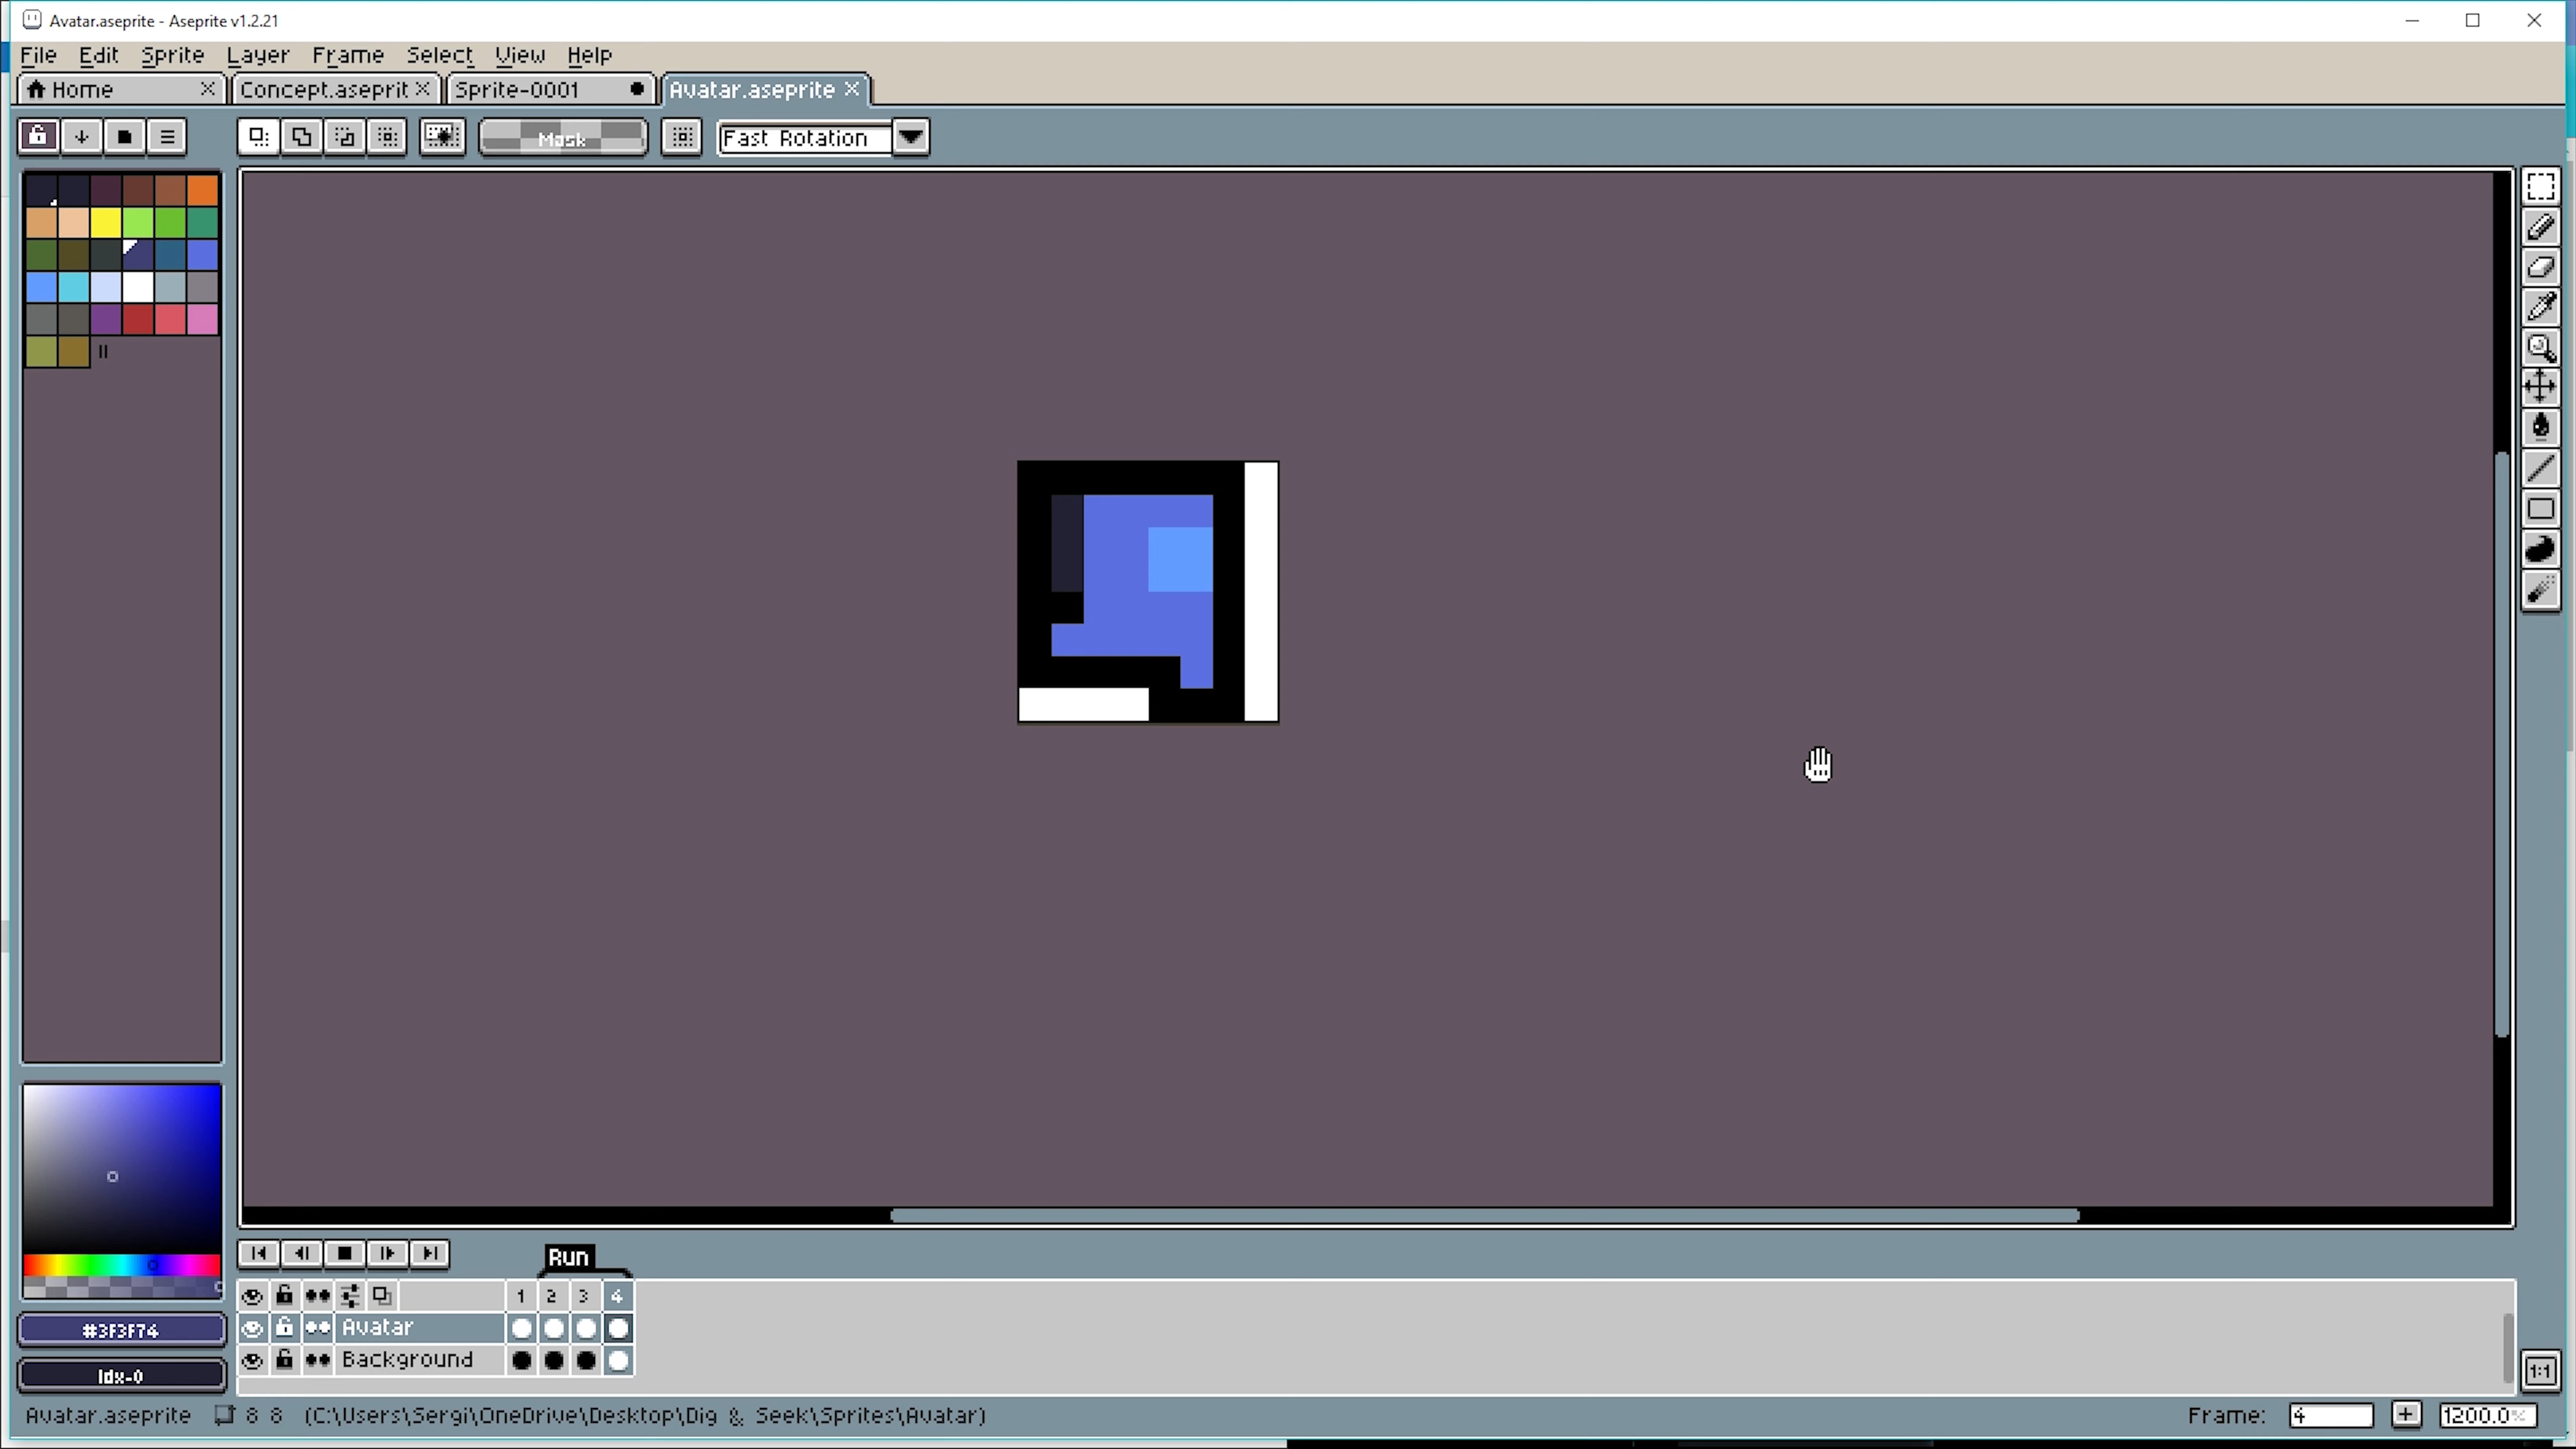 Avatar.aseprite - Aseprite v1.2.21
File Edit Sprite Layer Frame Select View Help
Home Concept.aseprit Sprite-0001 Avatar.aseprite
Mask Fast Rotation
Run
1 2 3 4
Avatar
Background
#3F3F74
Idx-0
1:1
Avatar.aseprite 8 8 (C:\Users\Sergi\OneDrive\Desktop\Dig & Seek\Sprites\Avatar) Frame: 4 + 1200.0%